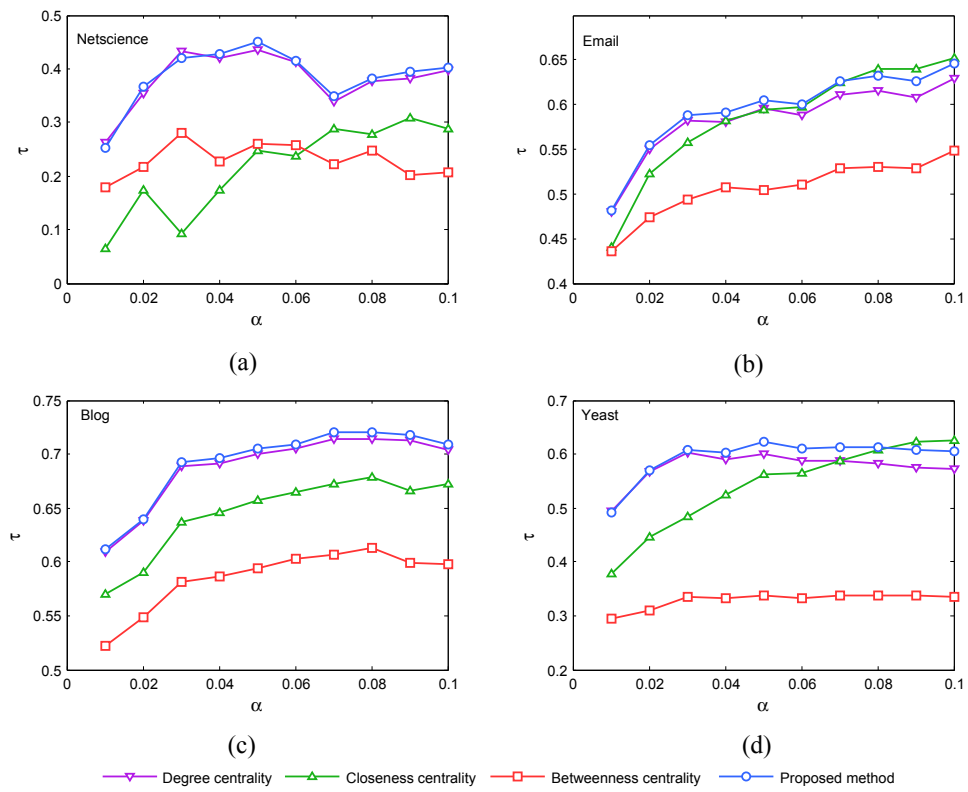 Netscience
0.5
0.4
0.3
0.2
0.1
0
τ
0 0.02 0.04 0.06 0.08 0.1
α
(a)
Email
0.65
0.6
0.55
0.5
0.45
0.4
τ
0 0.02 0.04 0.06 0.08 0.1
α
(b)
Blog
0.75
0.7
0.65
0.6
0.55
0.5
τ
0 0.02 0.04 0.06 0.08 0.1
α
(c)
Yeast
0.7
0.6
0.5
0.4
0.3
0.2
τ
0 0.02 0.04 0.06 0.08 0.1
α
(d)
Degree centrality Closeness centrality Betweenness centrality Proposed method